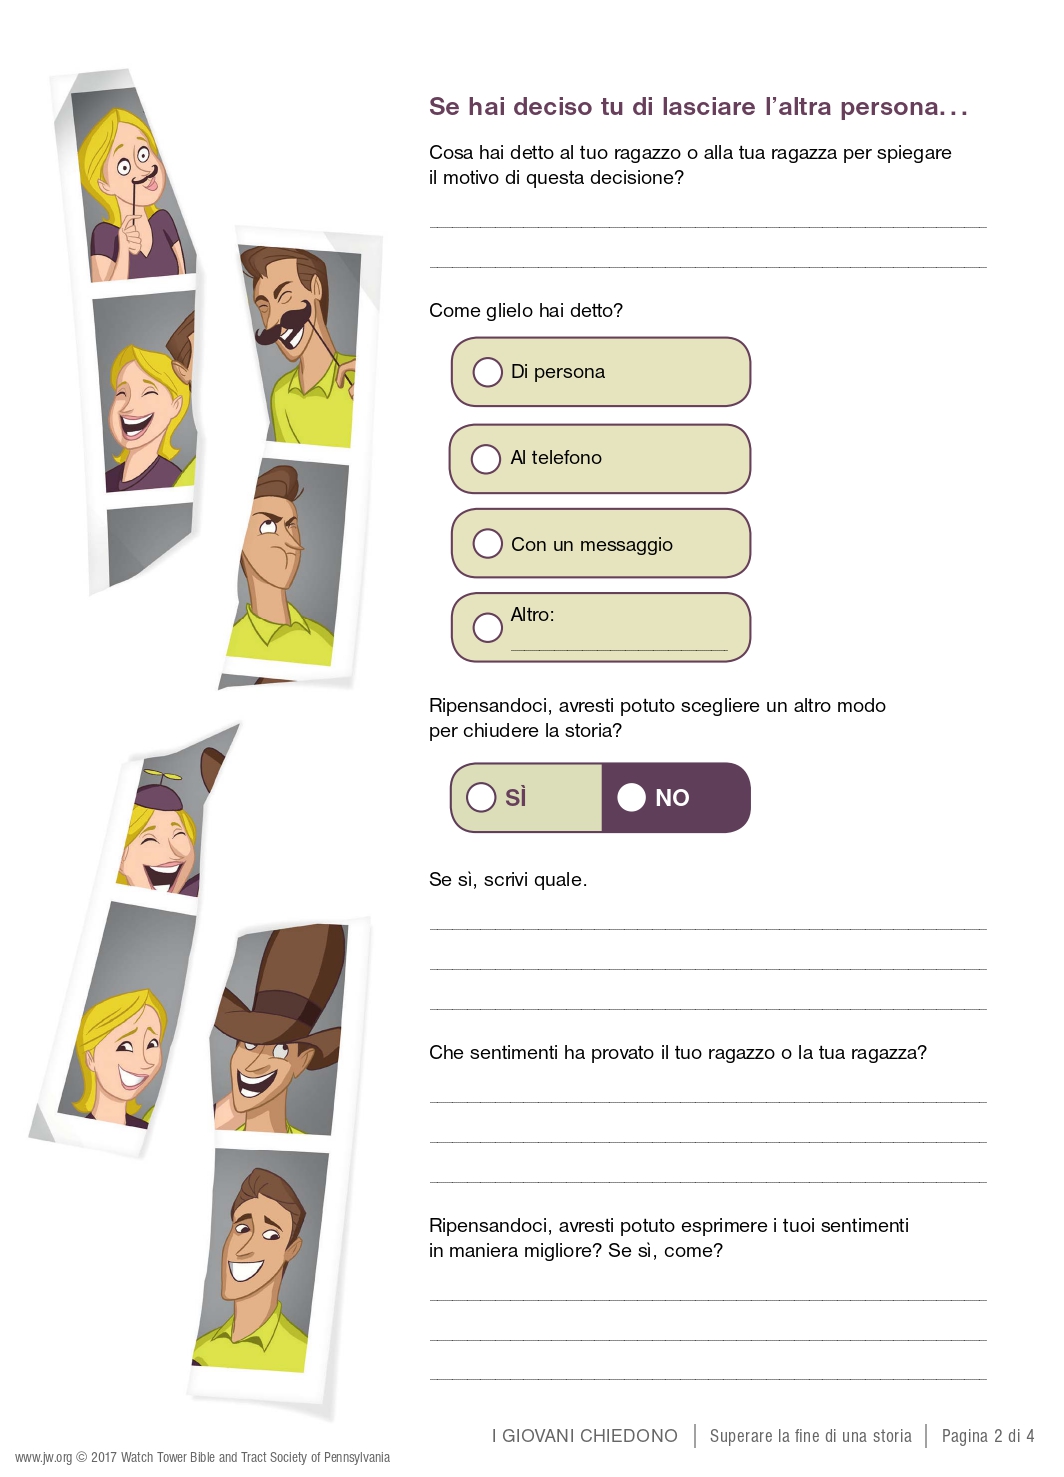 Se hai deciso tu di lasciare l’altra persona…
Cosa hai detto al tuo ragazzo o alla tua ragazza per spiegare
il motivo di questa decisione?
Come glielo hai detto?
Di persona
Al telefono
Con un messaggio
Altro:
Ripensandoci, avresti potuto scegliere un altro modo
per chiudere la storia?
SÌ NO
Se sì, scrivi quale.
Che sentimenti ha provato il tuo ragazzo o la tua ragazza?
Ripensandoci, avresti potuto esprimere i tuoi sentimenti
in maniera migliore? Se sì, come?
I GIOVANI CHIEDONO | Superare la fine di una storia | Pagina 2 di 4
www.jw.org © 2017 Watch Tower Bible and Tract Society of Pennsylvania